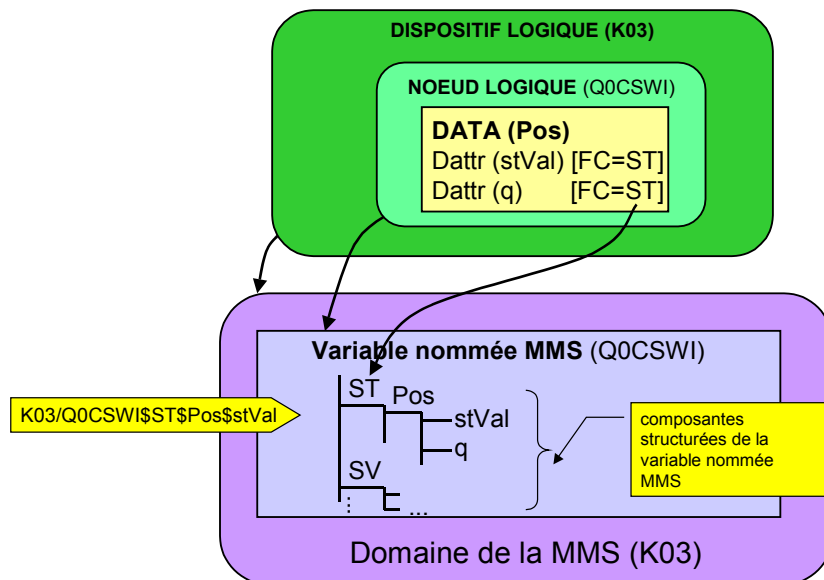 DISPOSITIF LOGIQUE (K03)
NOEUD LOGIQUE (Q0CSWI)
DATA (Pos)
Dattr (stVal) [FC=ST]
Dattr (q) [FC=ST]
Variable nommée MMS (Q0CSWI)
ST
Pos
K03/Q0CSWI$ST$Pos$stVal
stVal
q
composantes
structurées de la
variable nommée
MMS
SV
...
Domaine de la MMS (K03)